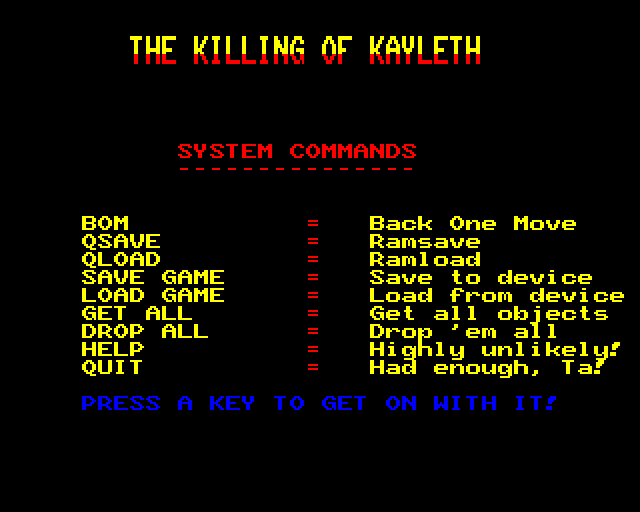 THE KILLING OF KAYLETH
SYSTEM COMMANDS
---------------
BOM = Back One Move
QSAVE = Ramsave
QLOAD = Ramload
SAVE GAME = Save to device
LOAD GAME = Load from device
GET ALL = Get all objects
DROP ALL = Drop 'em all
HELP = Highly unlikely!
QUIT = Had enough, Ta!
PRESS A KEY TO GET ON WITH IT!